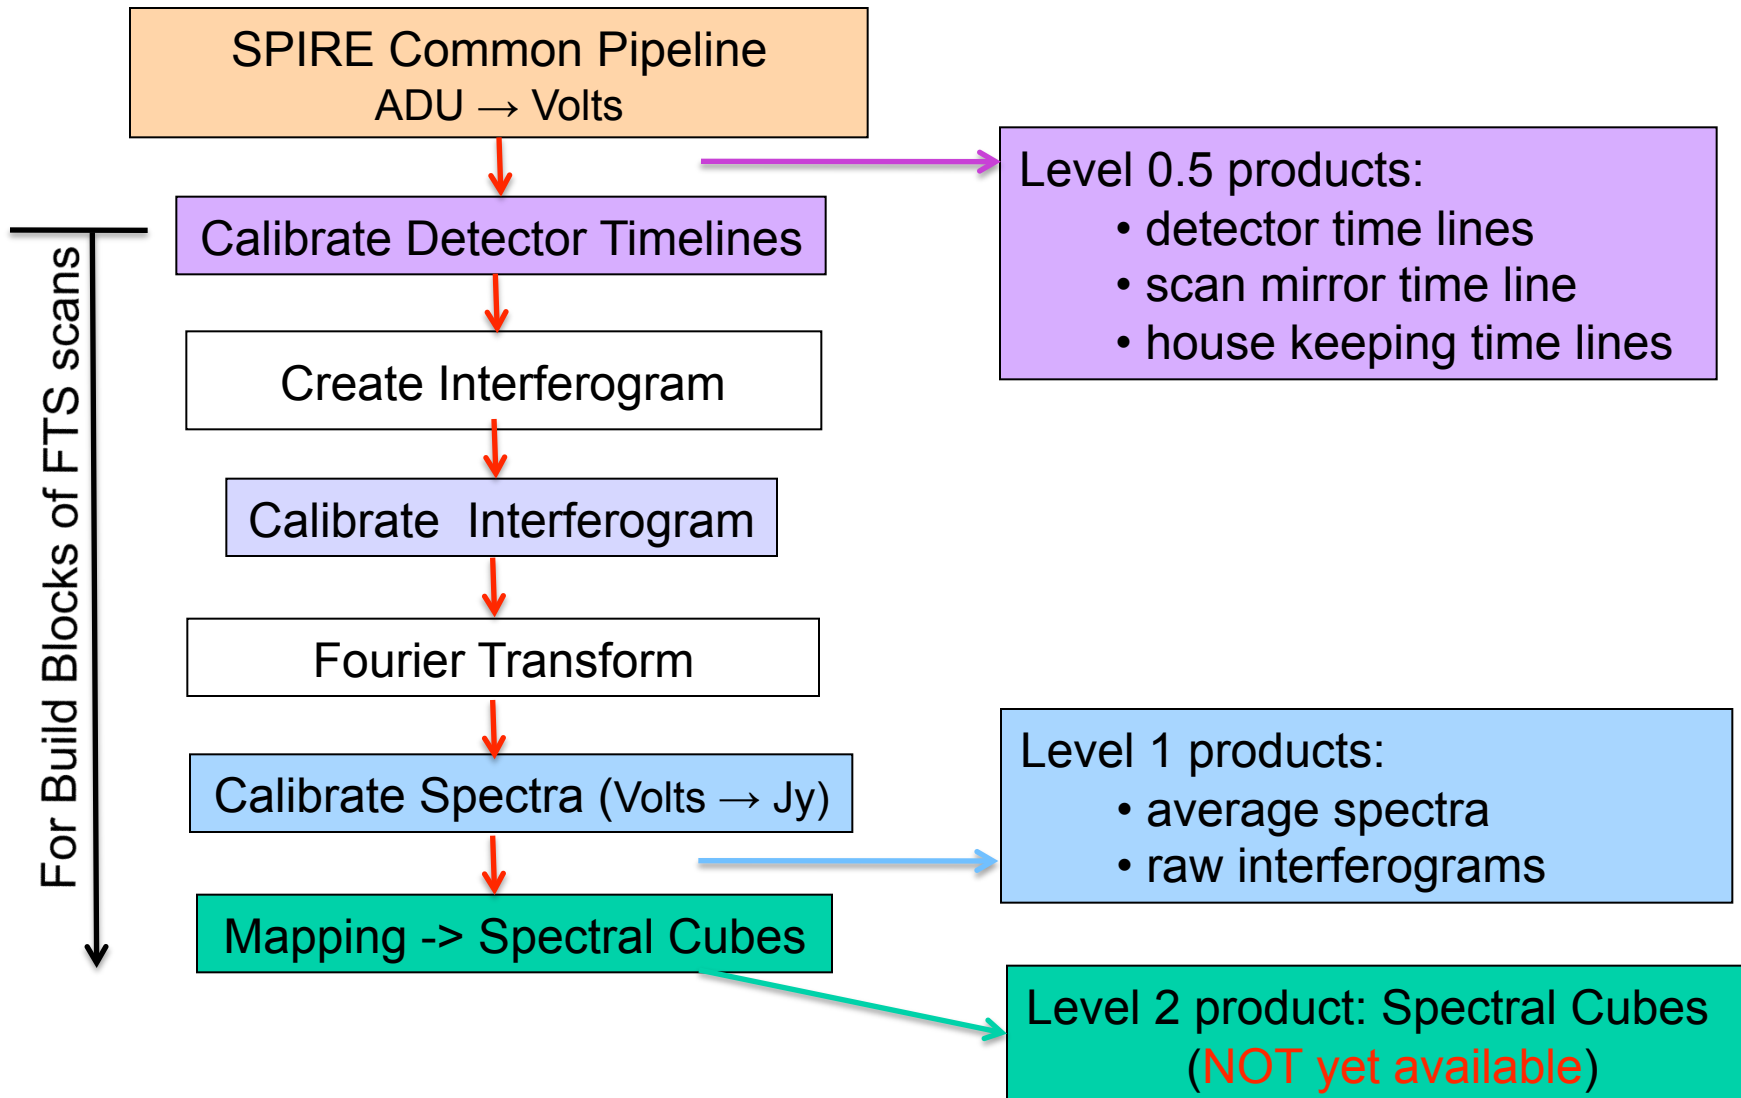 SPIRE Common Pipeline
ADU → Volts
Level 0.5 products:
• detector time lines
• scan mirror time line
• house keeping time lines
Calibrate Detector Timelines
For Build Blocks of FTS scans
Create Interferogram
Calibrate Interferogram
Fourier Transform
Calibrate Spectra (Volts → Jy)
Level 1 products:
• average spectra
• raw interferograms
Mapping -> Spectral Cubes
Level 2 product: Spectral Cubes
(NOT yet available)